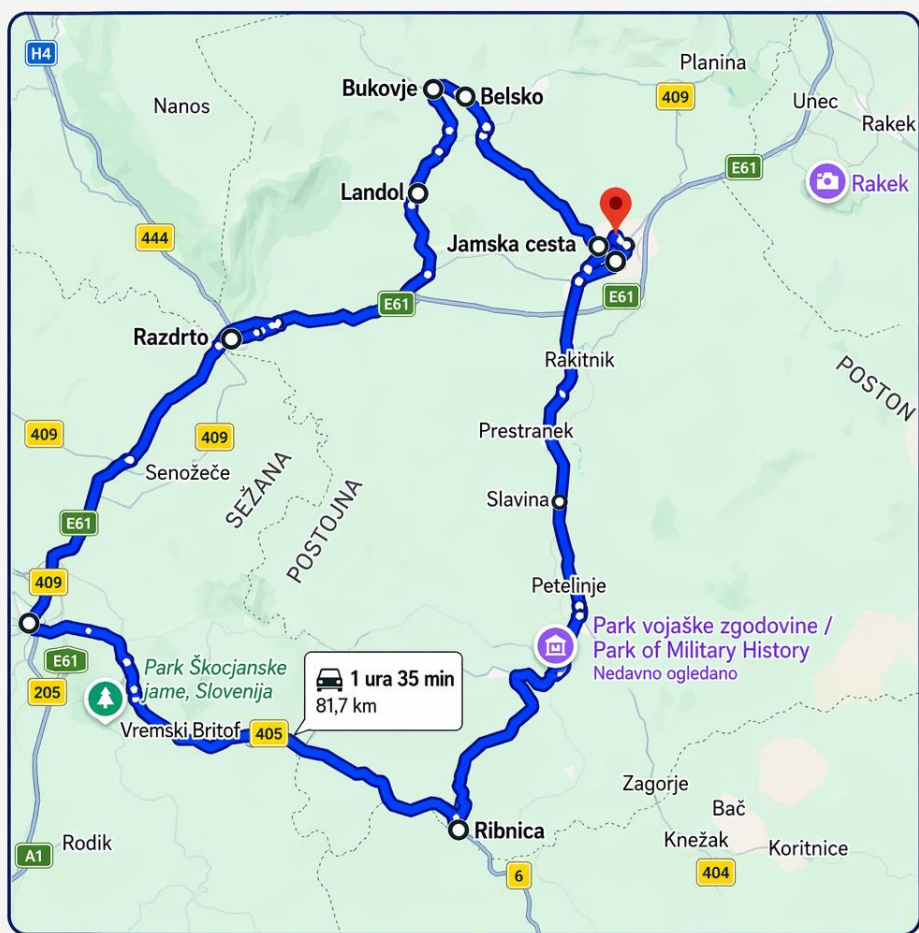 H4
Nanos
Bukovje
Belsko
Planina
409
Unec
Rakek
E61
Rakek
Landol
444
Jamska cesta
E61
E61
Razdrto
Rakitnik
POSTON
409
409
Prestranek
Senožeče
SEŽANA
POSTOJNA
Slavina
E61
409
Petelinje
Park vojaške zgodovine /
Park of Military History
Nedavno ogledano
E61
205
Park Škocjanske
jame, Slovenija
1 ura 35 min
81,7 km
Vremski Britof
405
Zagorje
Bač
Ribnica
Knežak
Koritnice
Rodik
A1
6
404